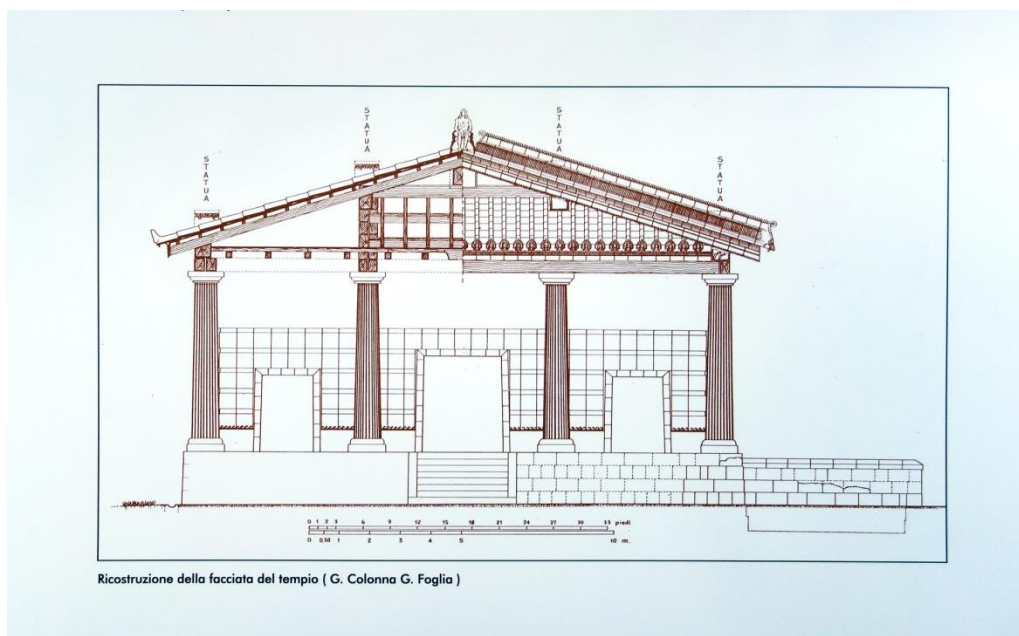 STATUA
STATUA
STATUA
STATUA
0 1 2 3 6 9 12 15 18 21 24 27 30 33 piedi
0 0,50 1 2 3 4 5 10 m.
Ricostruzione della facciata del tempio ( G. Colonna G. Foglia )